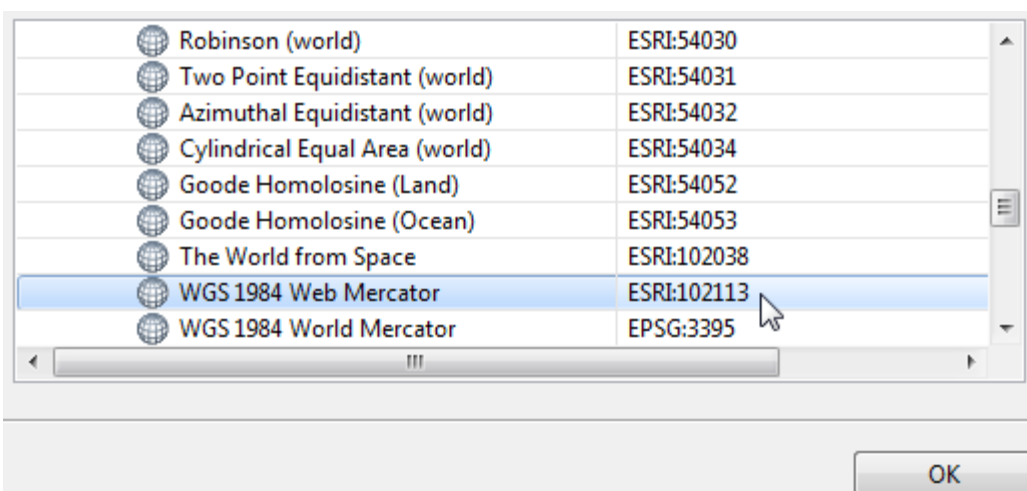 Robinson (world) ESRI:54030
Two Point Equidistant (world) ESRI:54031
Azimuthal Equidistant (world) ESRI:54032
Cylindrical Equal Area (world) ESRI:54034
Goode Homolosine (Land) ESRI:54052
Goode Homolosine (Ocean) ESRI:54053
The World from Space ESRI:102038
WGS 1984 Web Mercator ESRI:102113
WGS 1984 World Mercator EPSG:3395
OK